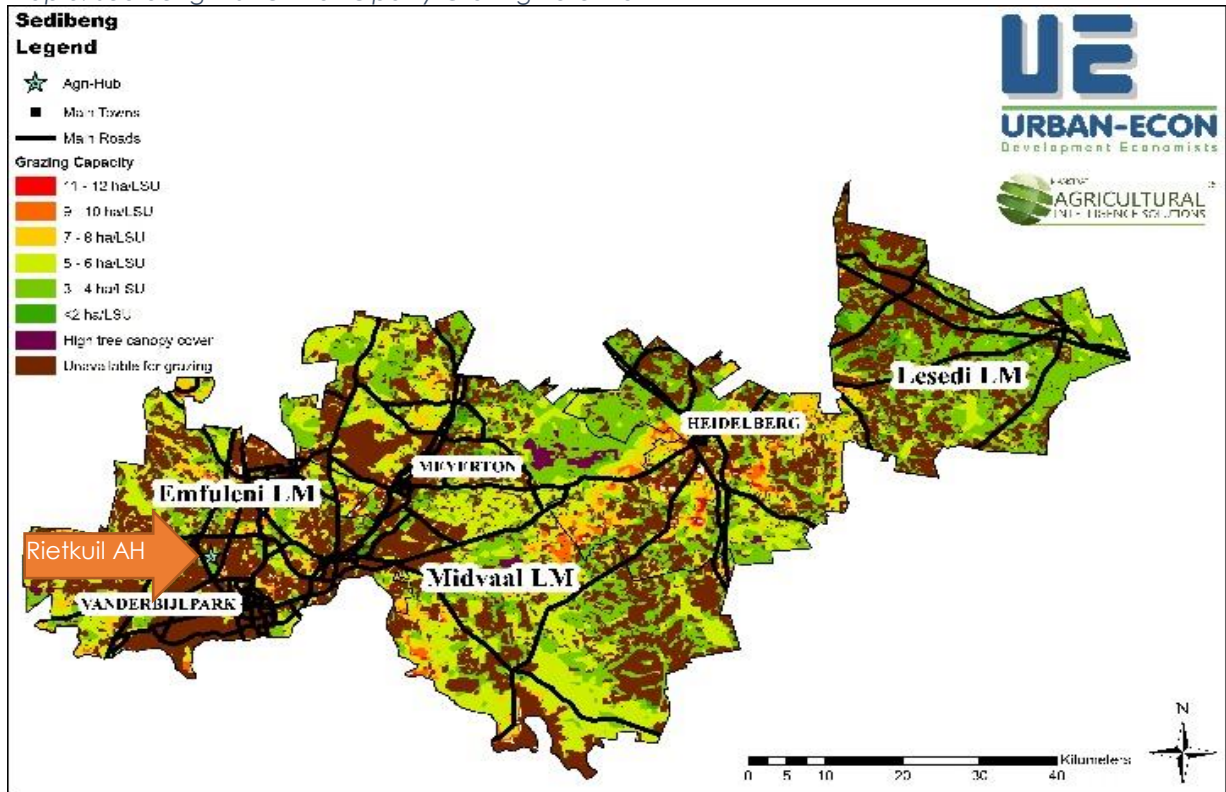 Sedibeng
Legend
Agri-Hub
Main Towns
Main Roads
Grazing Capacity
11 - 12 ha/LSU
9 - 10 ha/LSU
7 - 8 ha/LSU
5 - 6 ha/LSU
3 - 4 ha/LSU
<2 ha/LSU
High tree canopy cover
Unavailable for grazing
UE
URBAN-ECON
Development Economists
AGRICULTURAL
INTELLIGENCE SOLUTIONS
Lesedi LM
HEIDELBERG
MEYERTON
Emfuleni LM
Rietkuil AH
Midvaal LM
VANDERBIJLPARK
N
Kilometers
0 5 10 20 30 40